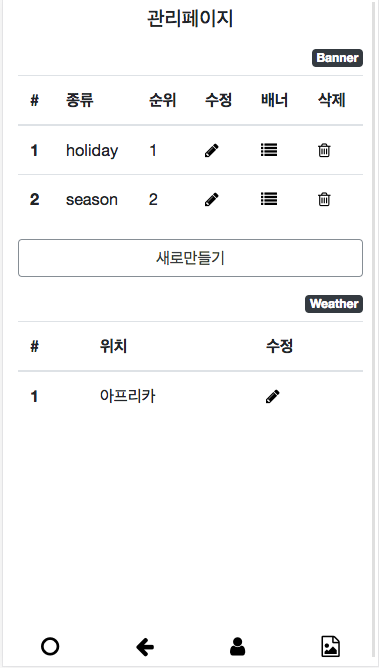 관리페이지
Banner
# 종류 순위 수정 배너 삭제
1 holiday 1
2 season 2
새로만들기
Weather
# 위치 수정
1 아프리카